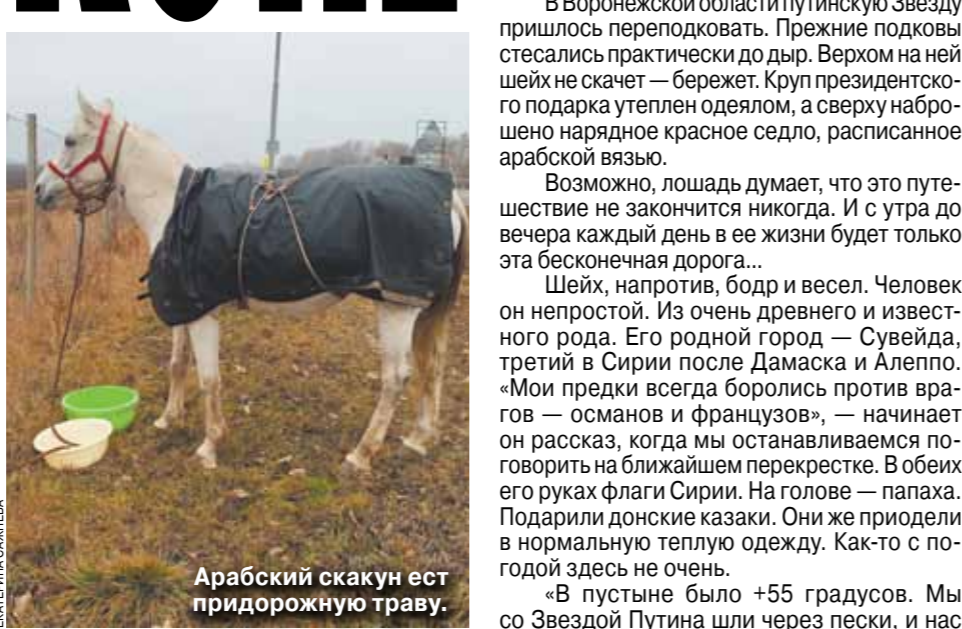 В Воронежской области путинскую Звезду
пришлось переподковать. Прежние подковы
стесались практически до дыр. Верхом на ней
шейх не скачет — бережет. Круп президентско-
го подарка утеплен одеялом, а сверху набро-
шено нарядное красное седло, расписанное
арабской вязью.
Возможно, лошадь думает, что это путе-
шествие не закончится никогда. И с утра до
вечера каждый день в ее жизни будет только
эта бесконечная дорога...
Шейх, напротив, бодр и весел. Человек
он непростой. Из очень древнего и извест-
ного рода. Его родной город — Сувейда,
третий в Сирии после Дамаска и Алеппо.
«Мои предки всегда боролись против вра-
гов — османов и французов», — начинает
он рассказ, когда мы останавливаемся по-
говорить на ближайшем перекрестке. В обеих
его руках флаги Сирии. На голове — папаха.
Подарили донские казаки. Они же приодели
в нормальную теплую одежду. Как-то с по-
годой здесь не очень.
«В пустыне было +55 градусов. Мы
со Звездой Путина шли через пески, и нас
Арабский скакун ест
придорожную траву.